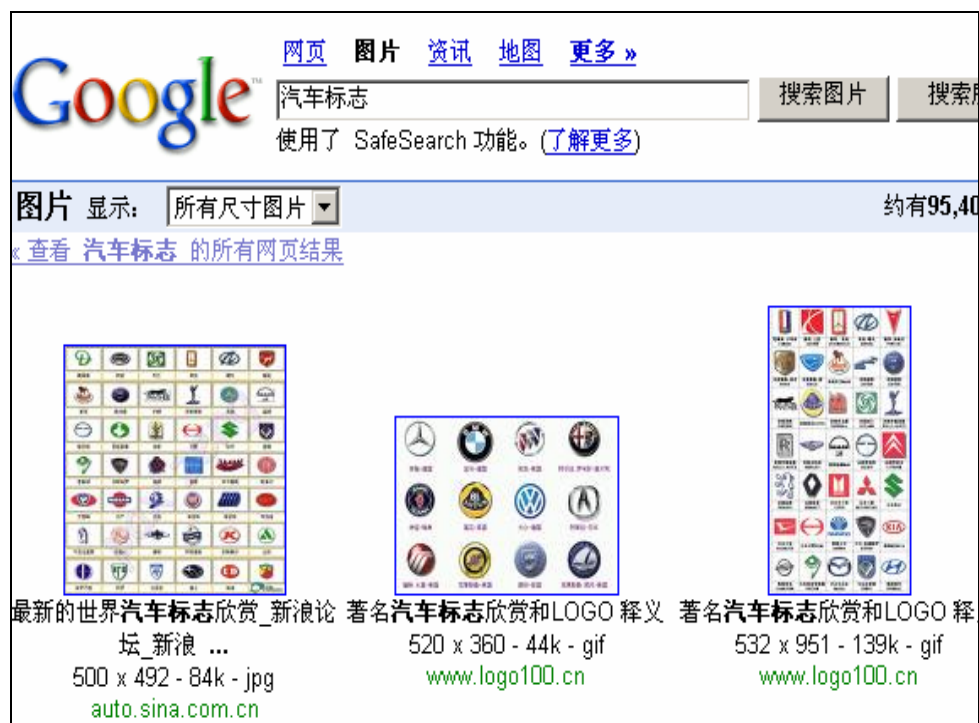 网页 图片 资讯 地图 更多 »
Google™
汽车标志 搜索图片 搜索
使用了 SafeSearch 功能。(了解更多)
图片 显示: 所有尺寸图片 约有95,40
« 查看 汽车标志 的所有网页结果
最新的世界汽车标志欣赏_新浪论
坛_新浪 ...
500 x 492 - 84k - jpg
auto.sina.com.cn
著名汽车标志欣赏和LOGO 释义
520 x 360 - 44k - gif
www.logo100.cn
著名汽车标志欣赏和LOGO 释
532 x 951 - 139k - gif
www.logo100.cn